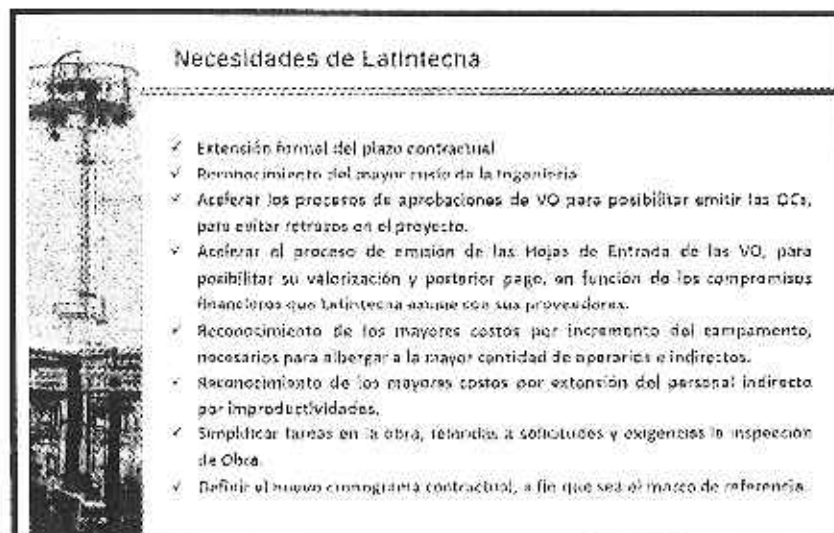 Necesidades de Latintecna
✓ Extensión formal del plazo contractual
✓ Reconocimiento del mayor costo de la Ingeniería
✓ Acelerar los procesos de aprobaciones de VO para posibilitar emitir las OCs,
para evitar retrasos en el proyecto.
✓ Acelerar el proceso de emisión de las Hojas de Entrada de las VO, para
posibilitar su valorización y posterior pago, en función de los compromisos
financieros que Latintecna asume con sus proveedores.
✓ Reconocimiento de los mayores costos por incremento del campamento,
necesarios para albergar a la mayor cantidad de operarios e indirectos.
✓ Reconocimiento de los mayores costos por extensión del personal indirecto
por improductividades.
✓ Simplificar tareas en la obra, referidas a solicitudes y exigencias la inspección
de Obra.
✓ Definir el nuevo cronograma contractual, a fin que sea el marco de referencia.